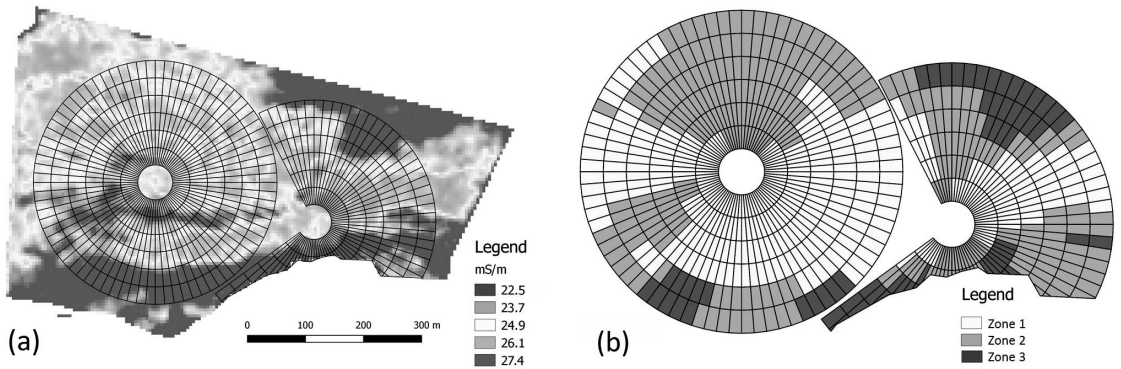 (a)
0 100 200 300 m
Legend
mS/m
22.5
23.7
24.9
26.1
27.4
(b)
Legend
Zone 1
Zone 2
Zone 3